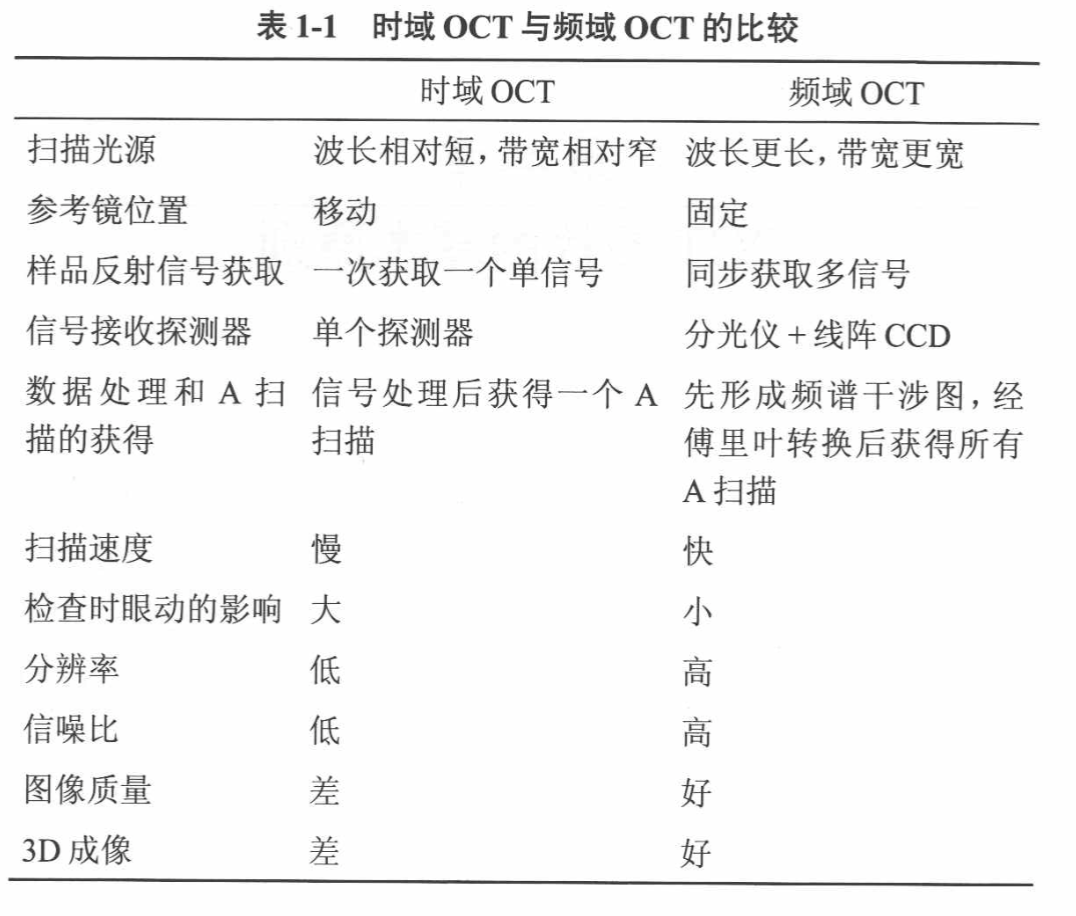 表 1-1 时域 OCT 与频域 OCT 的比较
时域 OCT 频域 OCT
扫描光源 波长相对短，带宽相对窄 波长更长，带宽更宽
参考镜位置 移动 固定
样品反射信号获取 一次获取一个单信号 同步获取多信号
信号接收探测器 单个探测器 分光仪 + 线阵 CCD
数据处理和 A 扫 信号处理后获得一个 A 先形成频谱干涉图，经
描的获得 扫描 傅里叶转换后获得所有
A 扫描
扫描速度 慢 快
检查时眼动的影响 大 小
分辨率 低 高
信噪比 低 高
图像质量 差 好
3D 成像 差 好